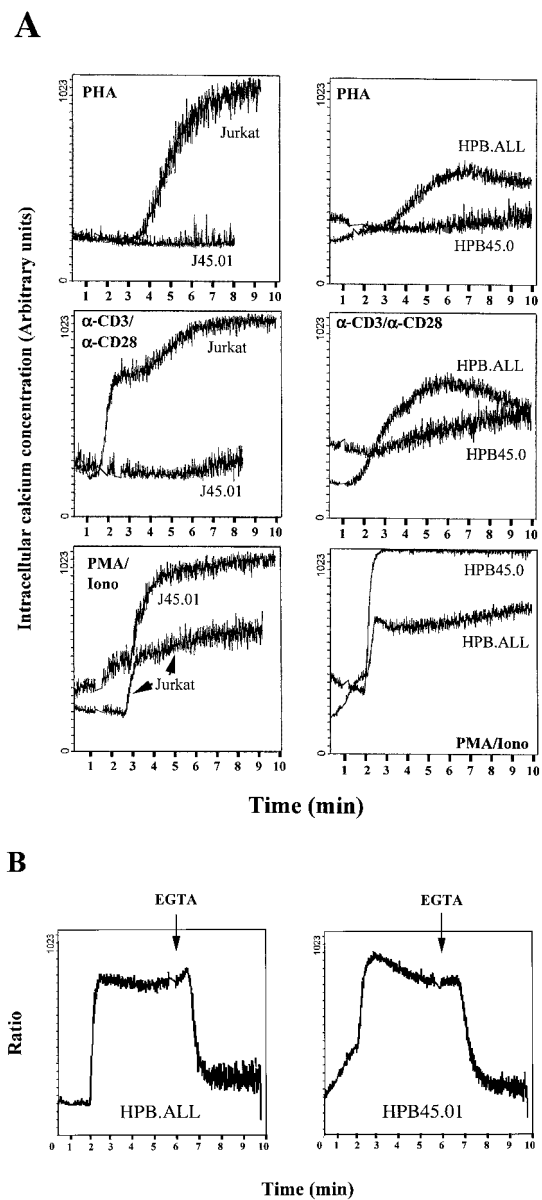 A
Intracellular calcium concentration (Arbitrary units)
1023
PHA
Jurkat
J45.01
0
1 2 3 4 5 6 7 8 9 10
1023
PHA
HPB.ALL
HPB45.0
0
1 2 3 4 5 6 7 8 9 10
1023
α-CD3/
α-CD28
Jurkat
J45.01
0
1 2 3 4 5 6 7 8 9 10
1023
α-CD3/α-CD28
HPB.ALL
HPB45.0
0
1 2 3 4 5 6 7 8 9 10
1023
PMA/
Iono
J45.01
Jurkat
0
1 2 3 4 5 6 7 8 9 10
1023
HPB45.0
HPB.ALL
PMA/Iono
0
1 2 3 4 5 6 7 8 9 10
Time (min)
B
Ratio
EGTA
1023
HPB.ALL
0
1 2 3 4 5 6 7 8 9 10
EGTA
1023
HPB45.01
0
1 2 3 4 5 6 7 8 9 10
Time (min)